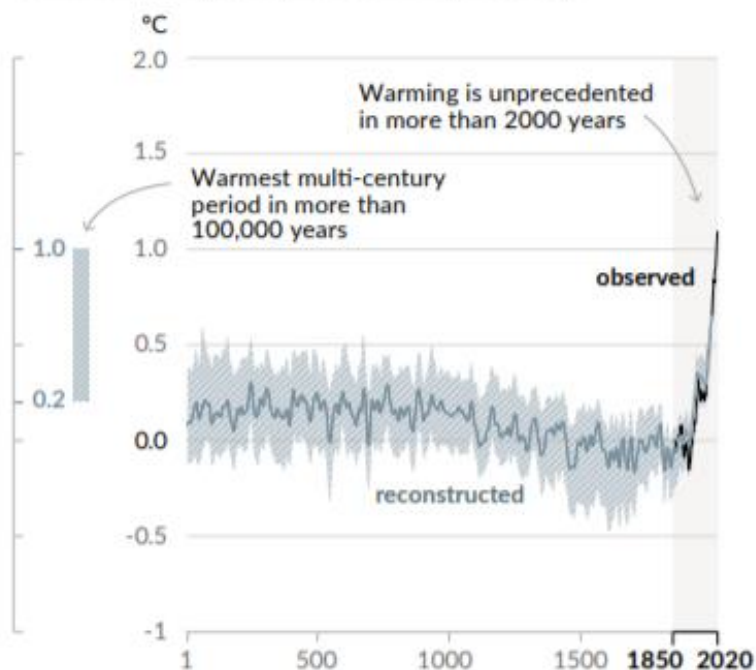 °C
2.0
Warming is unprecedented
in more than 2000 years
1.5
Warmest multi-century
period in more than
100,000 years
1.0
1.0
observed
0.5
0.2
0.0
reconstructed
-0.5
-1
1
500
1000
1500
1850
2020